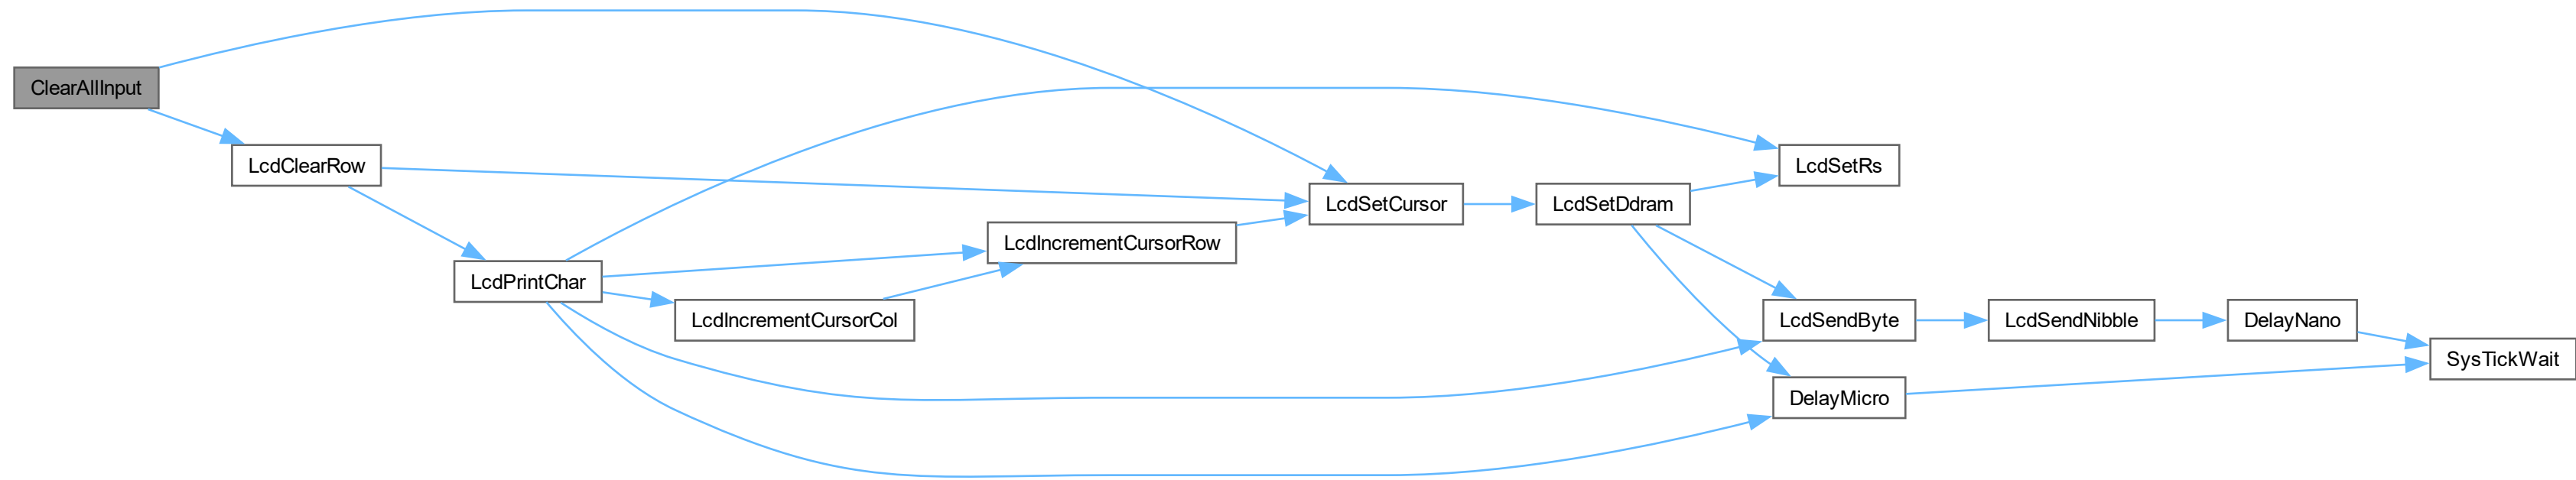 ClearAllInput
LcdClearRow
LcdSetRs
LcdSetCursor
LcdSetDdram
LcdIncrementCursorRow
LcdPrintChar
LcdIncrementCursorCol
LcdSendByte
LcdSendNibble
DelayNano
SysTickWait
DelayMicro